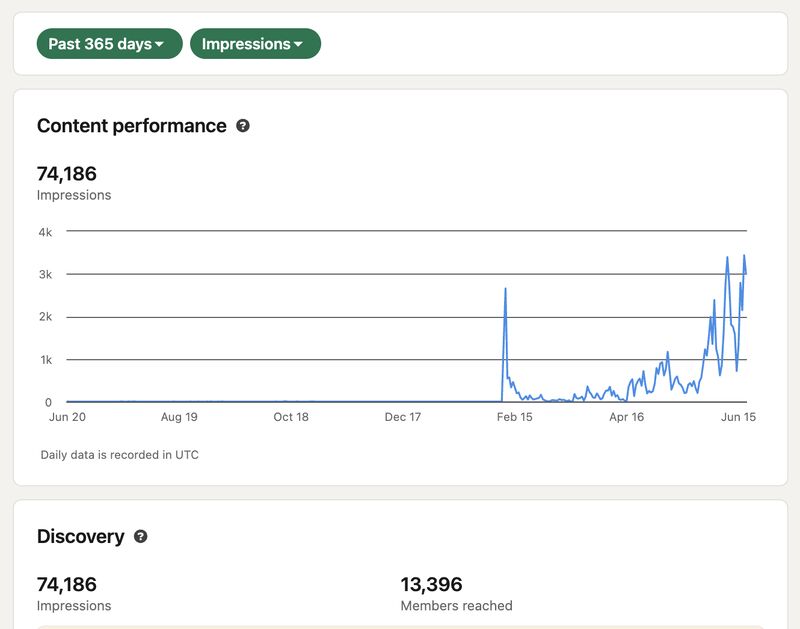 Past 365 days
Impressions
Content performance
74,186
Impressions
4k
3k
2k
1k
0
Jun 20
Aug 19
Oct 18
Dec 17
Feb 15
Apr 16
Jun 15
Daily data is recorded in UTC
Discovery
74,186
13,396
Impressions
Members reached